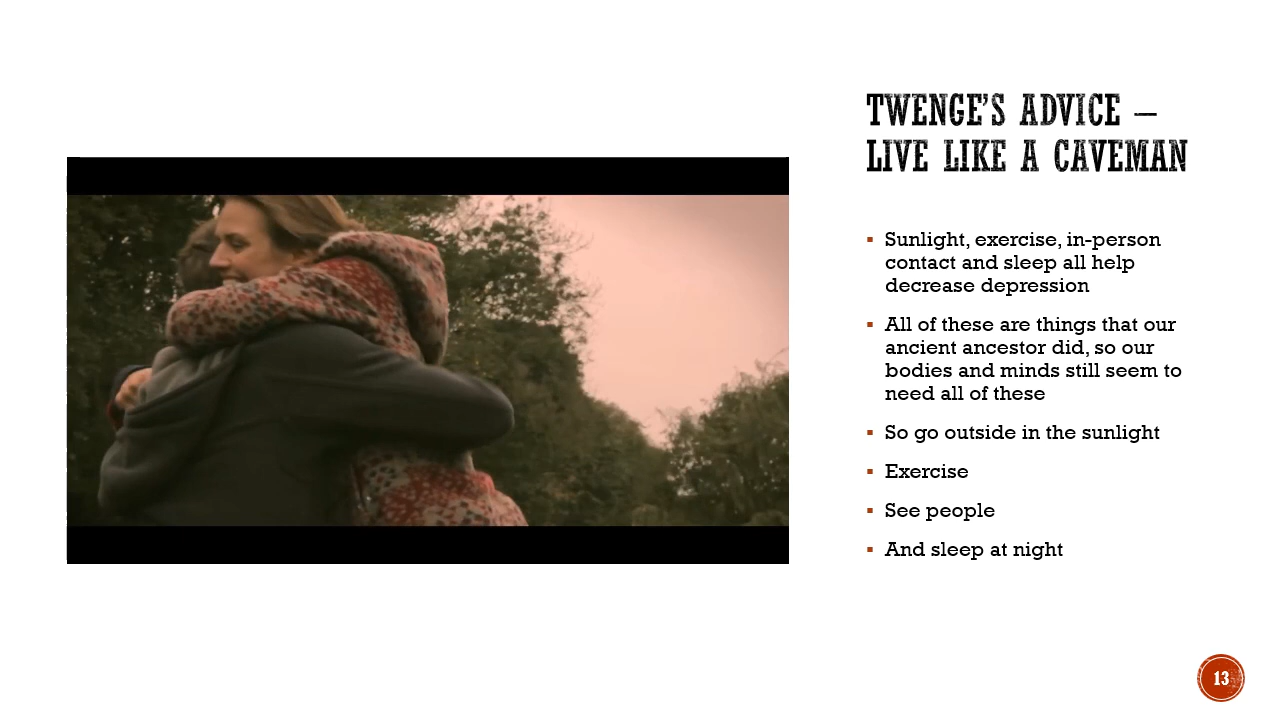 TWENGE’S ADVICE –
LIVE LIKE A CAVEMAN
▪ Sunlight, exercise, in-person
contact and sleep all help
decrease depression
▪ All of these are things that our
ancient ancestor did, so our
bodies and minds still seem to
need all of these
▪ So go outside in the sunlight
▪ Exercise
▪ See people
▪ And sleep at night
13